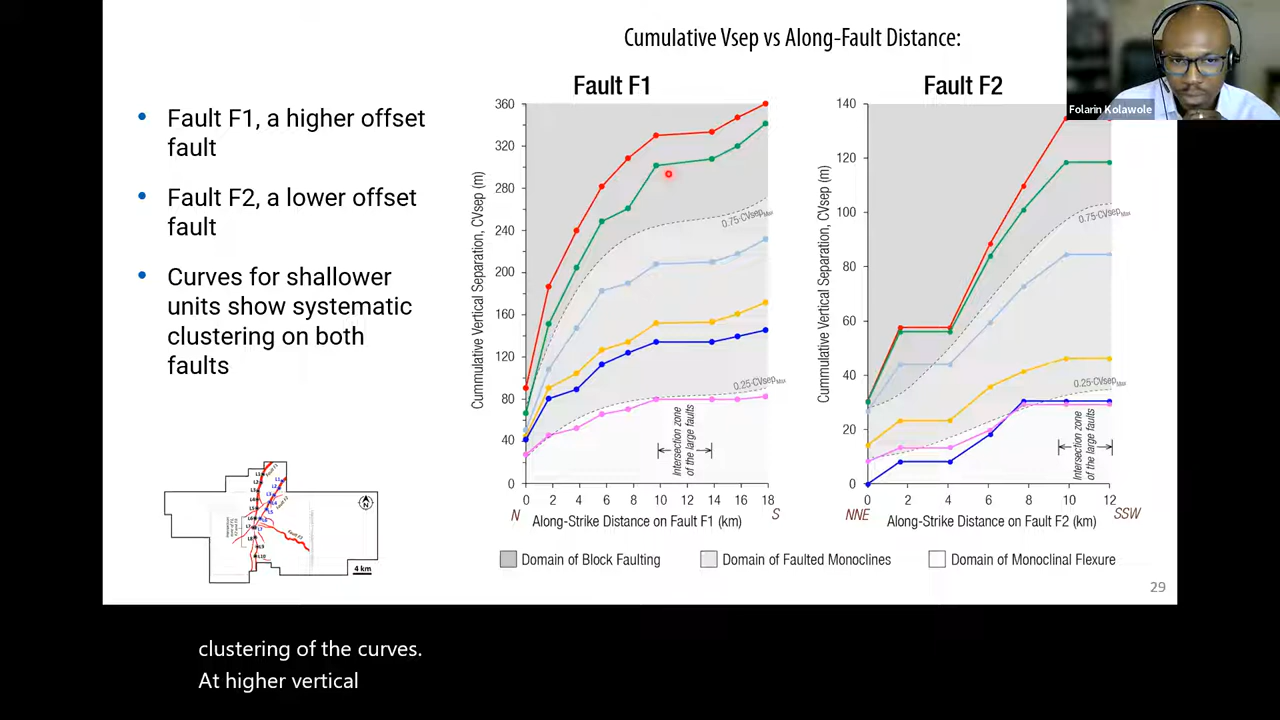 Cumulative Vsep vs Along-Fault Distance:
Folarin Kolawole
Fault F1, a higher offset
fault
Fault F2, a lower offset
fault
Curves for shallower
units show systematic
clustering on both
faults
Fault F1
Cummulative Vertical Separation, CVsep (m)
360
320
280
240
200
160
120
80
40
0
0.75·CVsepMax
0.25·CVsepMax
Intersection zone
of the large faults
0 2 4 6 8 10 12 14 16 18
N Along-Strike Distance on Fault F1 (km) S
Fault F2
Cummulative Vertical Separation, CVsep (m)
140
120
100
80
60
40
20
0
0.75·CVsepMax
0.25·CVsepMax
Intersection zone
of the large faults
0 2 4 6 8 10 12
NNE Along-Strike Distance on Fault F2 (km) SSW
Domain of Block Faulting Domain of Faulted Monoclines Domain of Monoclinal Flexure
N
4 km
29
clustering of the curves.
At higher vertical